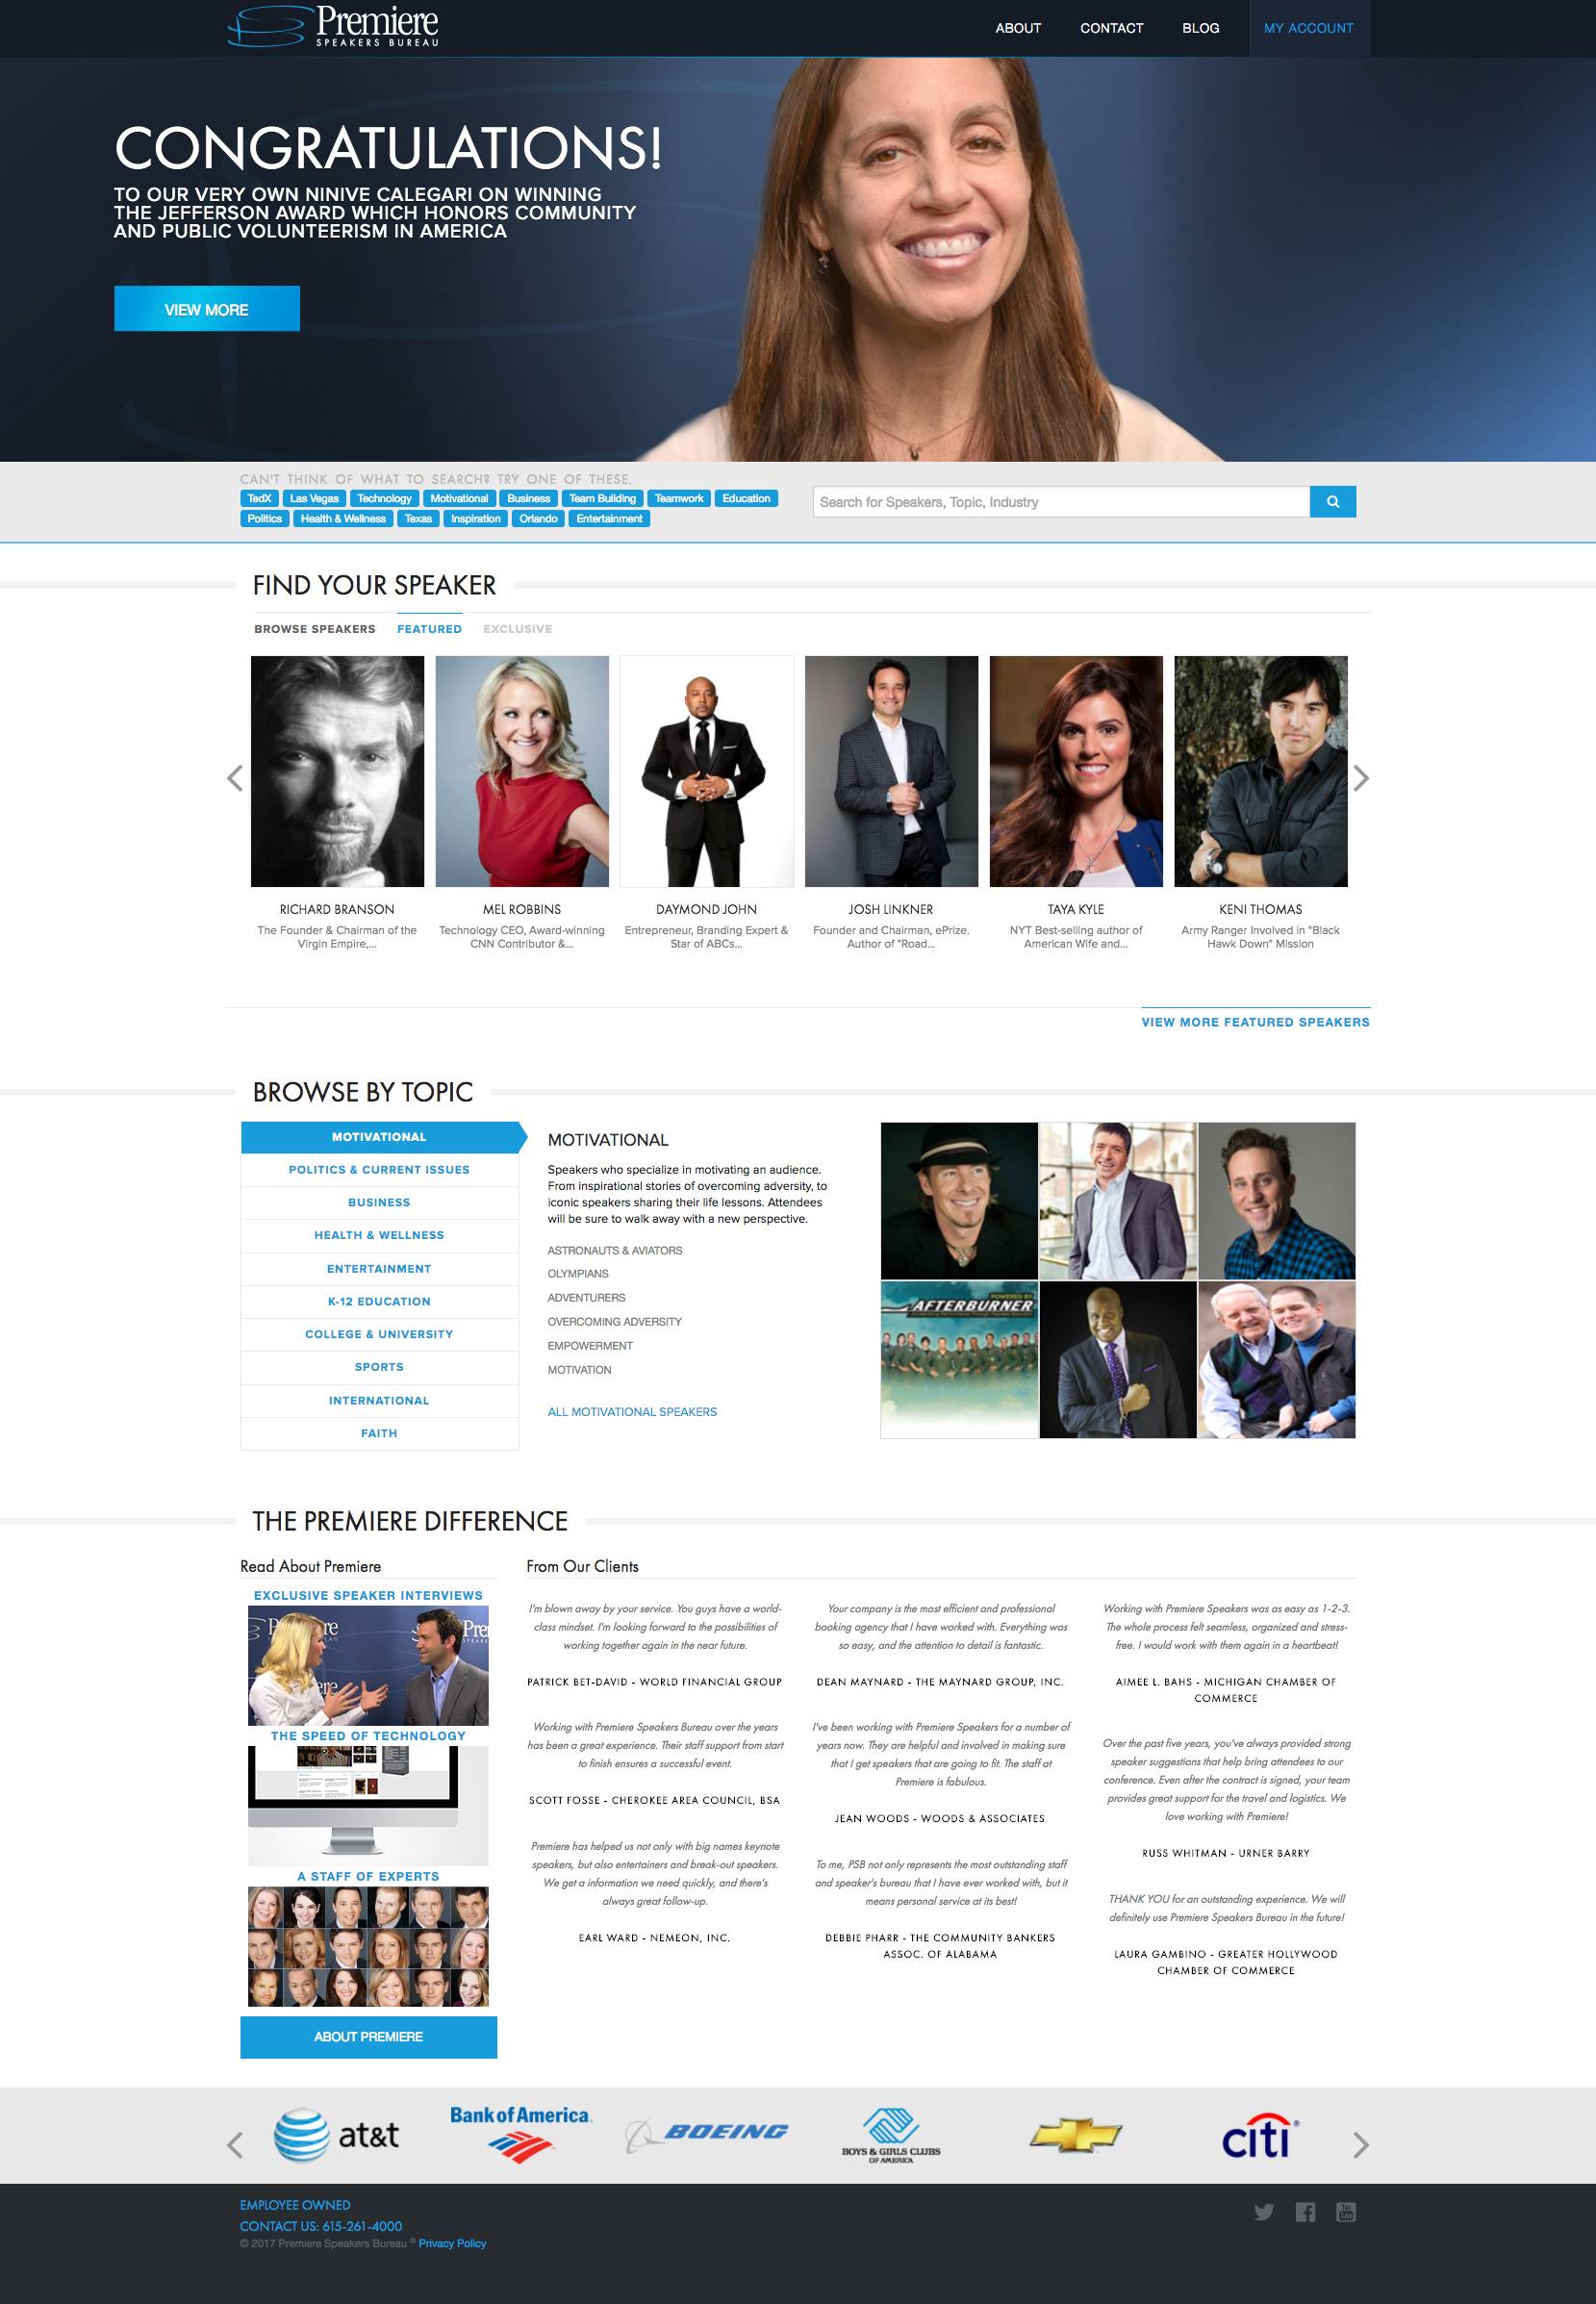 Premiere
SPEAKERS BUREAU
ABOUT
CONTACT
BLOG
MY ACCOUNT
CONGRATULATIONS!
TO OUR VERY OWN NINIVE CALEGARI ON WINNING
THE JEFFERSON AWARD WHICH HONORS COMMUNITY
AND PUBLIC VOLUNTEERISM IN AMERICA
VIEW MORE
CAN'T THINK OF WHAT TO SEARCH? TRY ONE OF THESE.
TedX Las Vegas Technology Motivational Business Team Building Teamwork Education
Politics Health & Wellness Texas Inspiration Orlando Entertainment
Search for Speakers, Topic, Industry
FIND YOUR SPEAKER
BROWSE SPEAKERS FEATURED EXCLUSIVE
RICHARD BRANSON
The Founder & Chairman of the
Virgin Empire,...
MEL ROBBINS
Technology CEO, Award-winning
CNN Contributor &...
DAYMOND JOHN
Entrepreneur, Branding Expert &
Star of ABCs...
JOSH LINKNER
Founder and Chairman, ePrize.
Author of "Road...
TAYA KYLE
NYT Best-selling author of
American Wife and...
KENI THOMAS
Army Ranger Involved in "Black
Hawk Down" Mission
VIEW MORE FEATURED SPEAKERS
BROWSE BY TOPIC
MOTIVATIONAL
POLITICS & CURRENT ISSUES
BUSINESS
HEALTH & WELLNESS
ENTERTAINMENT
K-12 EDUCATION
COLLEGE & UNIVERSITY
SPORTS
INTERNATIONAL
FAITH
MOTIVATIONAL
Speakers who specialize in motivating an audience.
From inspirational stories of overcoming adversity, to
iconic speakers sharing their life lessons. Attendees
will be sure to walk away with a new perspective.
ASTRONAUTS & AVIATORS
OLYMPIANS
ADVENTURERS
OVERCOMING ADVERSITY
EMPOWERMENT
MOTIVATION
ALL MOTIVATIONAL SPEAKERS
POWERED BY
AFTERBURNER
THE PREMIERE DIFFERENCE
Read About Premiere
EXCLUSIVE SPEAKER INTERVIEWS
THE SPEED OF TECHNOLOGY
A STAFF OF EXPERTS
ABOUT PREMIERE
From Our Clients
I'm blown away by your service. You guys have a world-
class mindset. I'm looking forward to the possibilities of
working together again in the near future.
PATRICK BET-DAVID - WORLD FINANCIAL GROUP
Working with Premiere Speakers Bureau over the years
has been a great experience. Their staff support from start
to finish ensures a successful event.
SCOTT FOSSE - CHEROKEE AREA COUNCIL, BSA
Premiere has helped us not only with big names keynote
speakers, but also entertainers and break-out speakers.
We get a information we need quickly, and there's
always great follow-up.
EARL WARD - NEMEON, INC.
Your company is the most efficient and professional
booking agency that I have worked with. Everything was
so easy, and the attention to detail is fantastic.
DEAN MAYNARD - THE MAYNARD GROUP, INC.
I've been working with Premiere Speakers for a number of
years now. They are helpful and involved in making sure
that I get speakers that are going to fit. The staff at
Premiere is fabulous.
JEAN WOODS - WOODS & ASSOCIATES
To me, PSB not only represents the most outstanding staff
and speaker's bureau that I have ever worked with, but it
means personal service at its best!
DEBBIE PHARR - THE COMMUNITY BANKERS
ASSOC. OF ALABAMA
Working with Premiere Speakers was as easy as 1-2-3.
The whole process felt seamless, organized and stress-
free. I would work with them again in a heartbeat!
AIMEE L. BAHS - MICHIGAN CHAMBER OF
COMMERCE
Over the past five years, you've always provided strong
speaker suggestions that help bring attendees to our
conference. Even after the contract is signed, your team
provides great support for the travel and logistics. We
love working with Premiere!
RUSS WHITMAN - URNER BARRY
THANK YOU for an outstanding experience. We will
definitely use Premiere Speakers Bureau in the future!
LAURA GAMBINO - GREATER HOLLYWOOD
CHAMBER OF COMMERCE
at&t
Bank of America
BOEING
BOYS & GIRLS CLUBS
OF AMERICA
citi®
EMPLOYEE OWNED
CONTACT US: 615-261-4000
© 2017 Premiere Speakers Bureau ® Privacy Policy